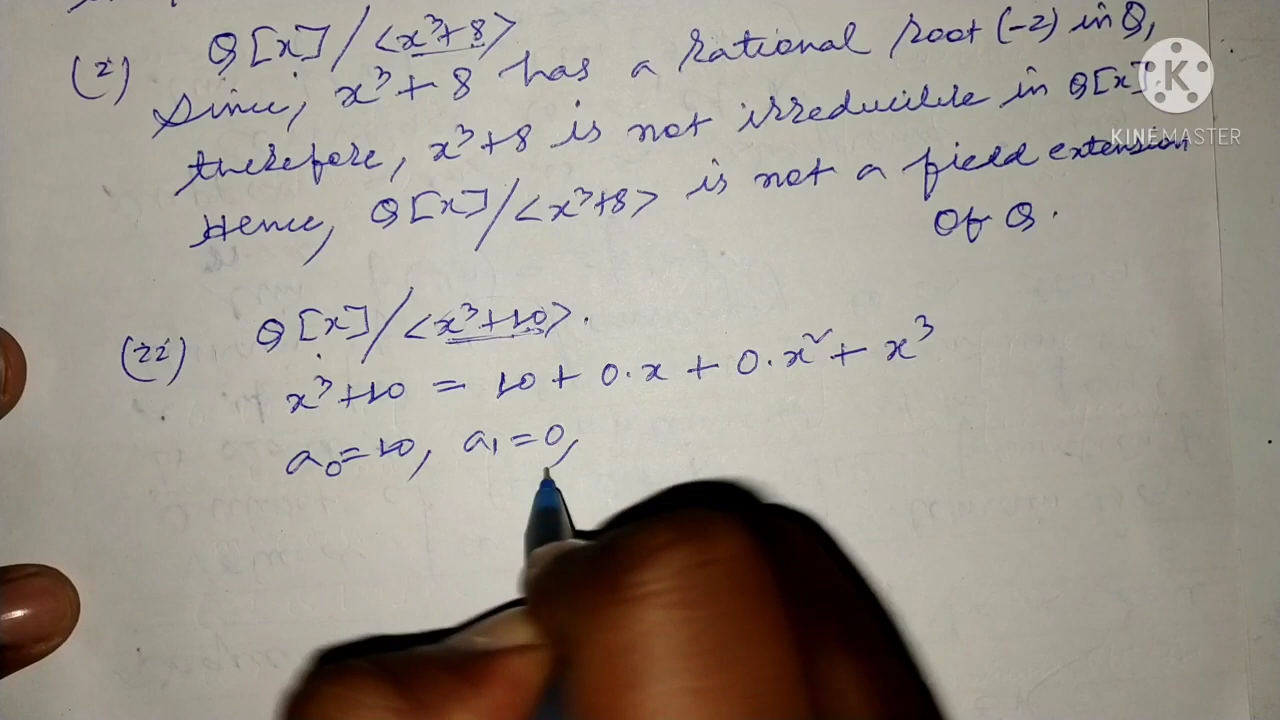 (i) Q[x]/<x³+8>
Since, x³+8 has a rational root (-2) in Q,
therefore, x³+8 is not irreducible in Q[x].
Hence, Q[x]/<x³+8> is not a field extension
of Q.
(ii) Q[x]/<x³+10>.
x³+10 = 10 + 0.x + 0.x² + x³
a₀=10, a₁=0,
K
KINEMASTER